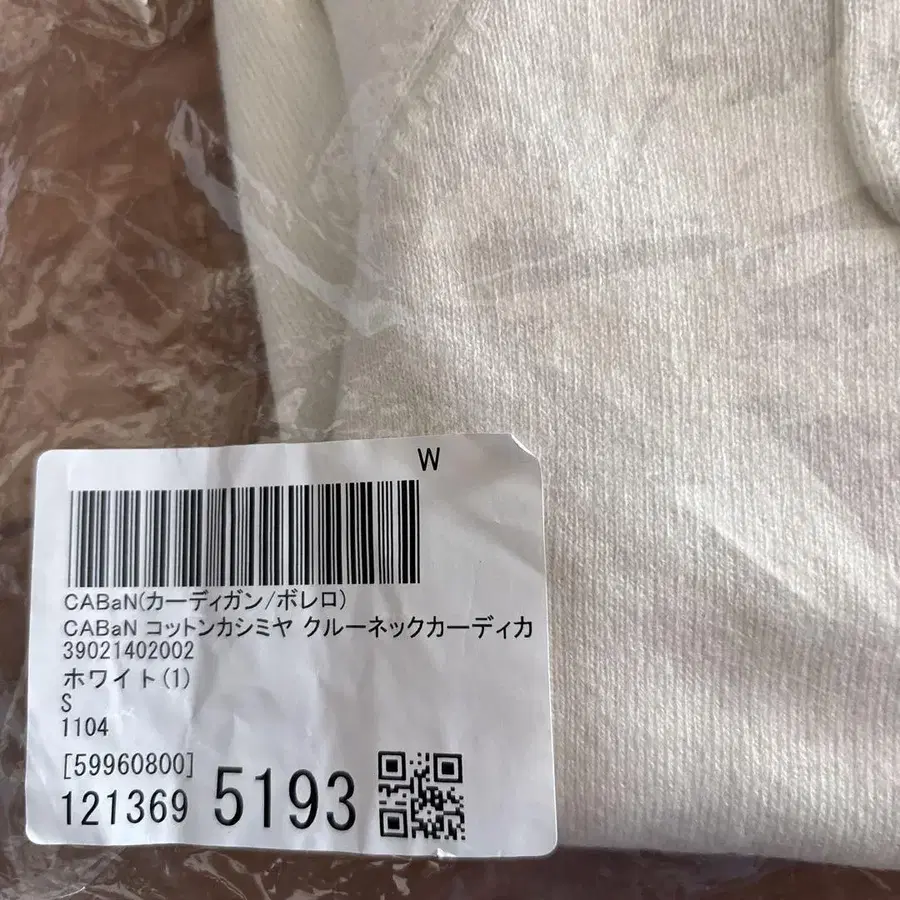 W
CABaN(カーディガン/ボレロ)
CABaN コットンカシミヤ クルーネックカーディカ
39021402002
ホワイト(1)
S
1104
[59960800]
121369 5193